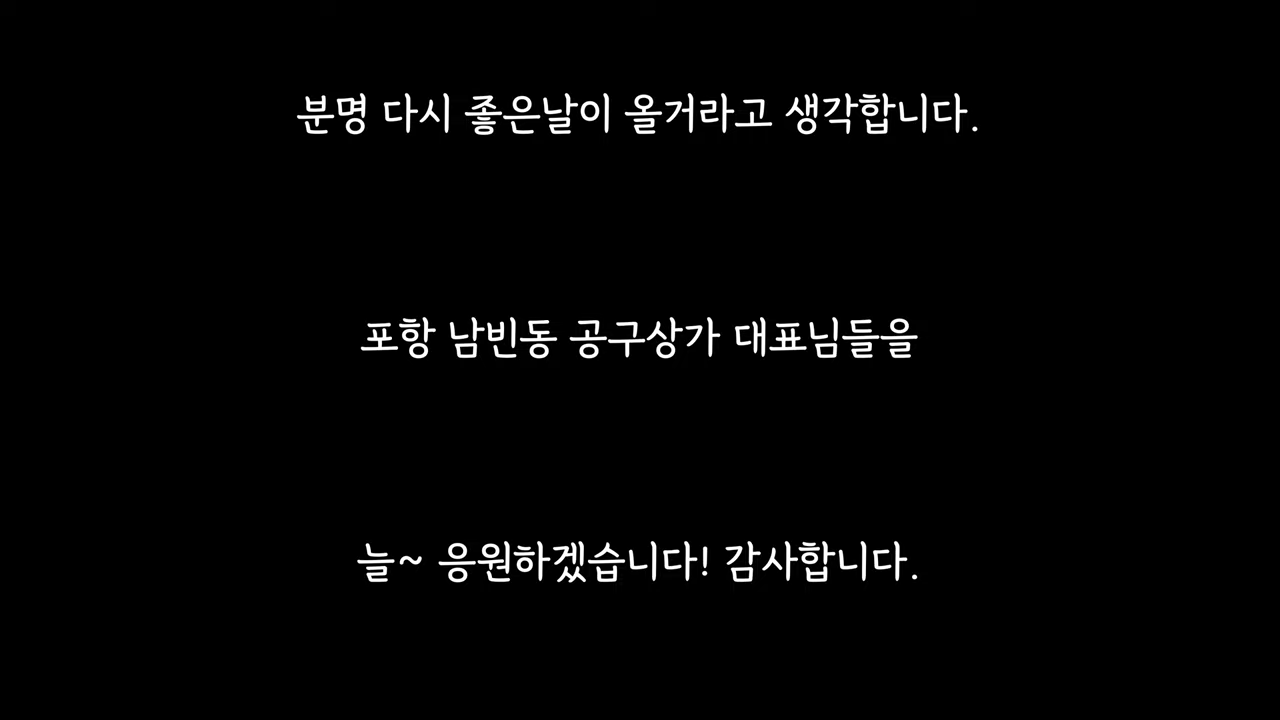 분명 다시 좋은날이 올거라고 생각합니다.
포항 남빈동 공구상가 대표님들을
늘~ 응원하겠습니다! 감사합니다.